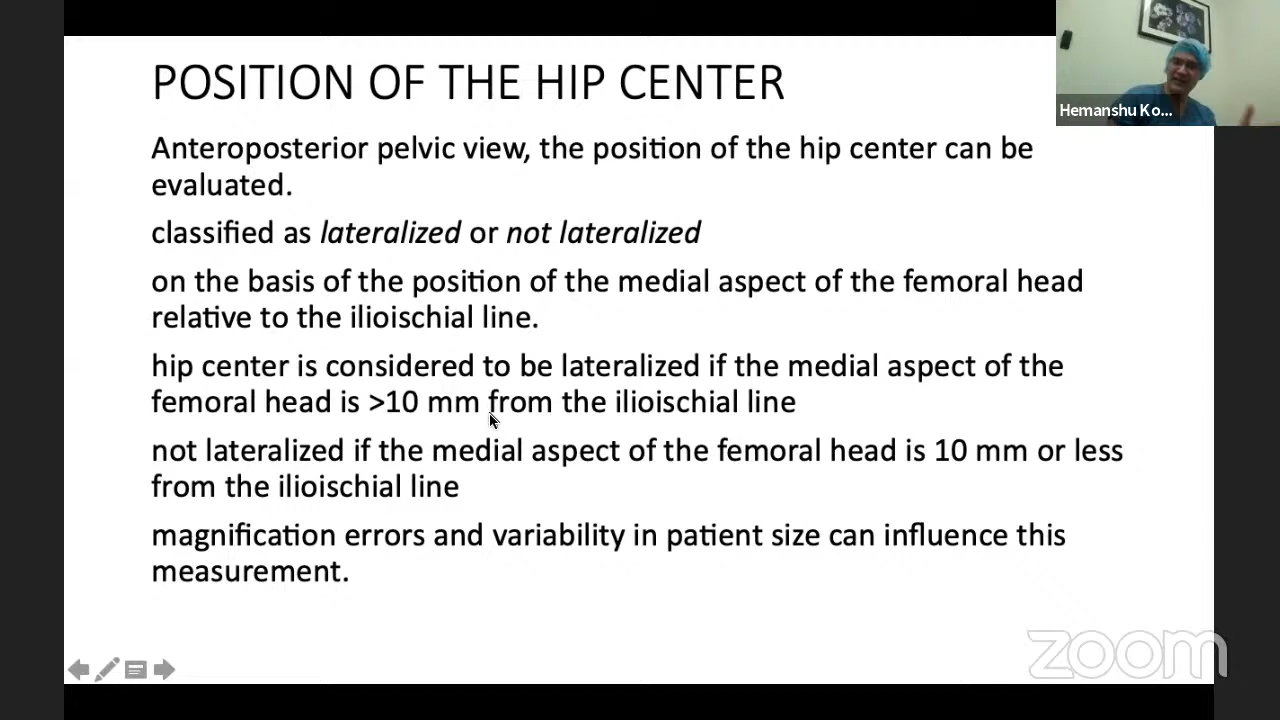 POSITION OF THE HIP CENTER
Hemanshu Ko...
Anteroposterior pelvic view, the position of the hip center can be
evaluated.
classified as lateralized or not lateralized
on the basis of the position of the medial aspect of the femoral head
relative to the ilioischial line.
hip center is considered to be lateralized if the medial aspect of the
femoral head is >10 mm from the ilioischial line
not lateralized if the medial aspect of the femoral head is 10 mm or less
from the ilioischial line
magnification errors and variability in patient size can influence this
measurement.
zoom